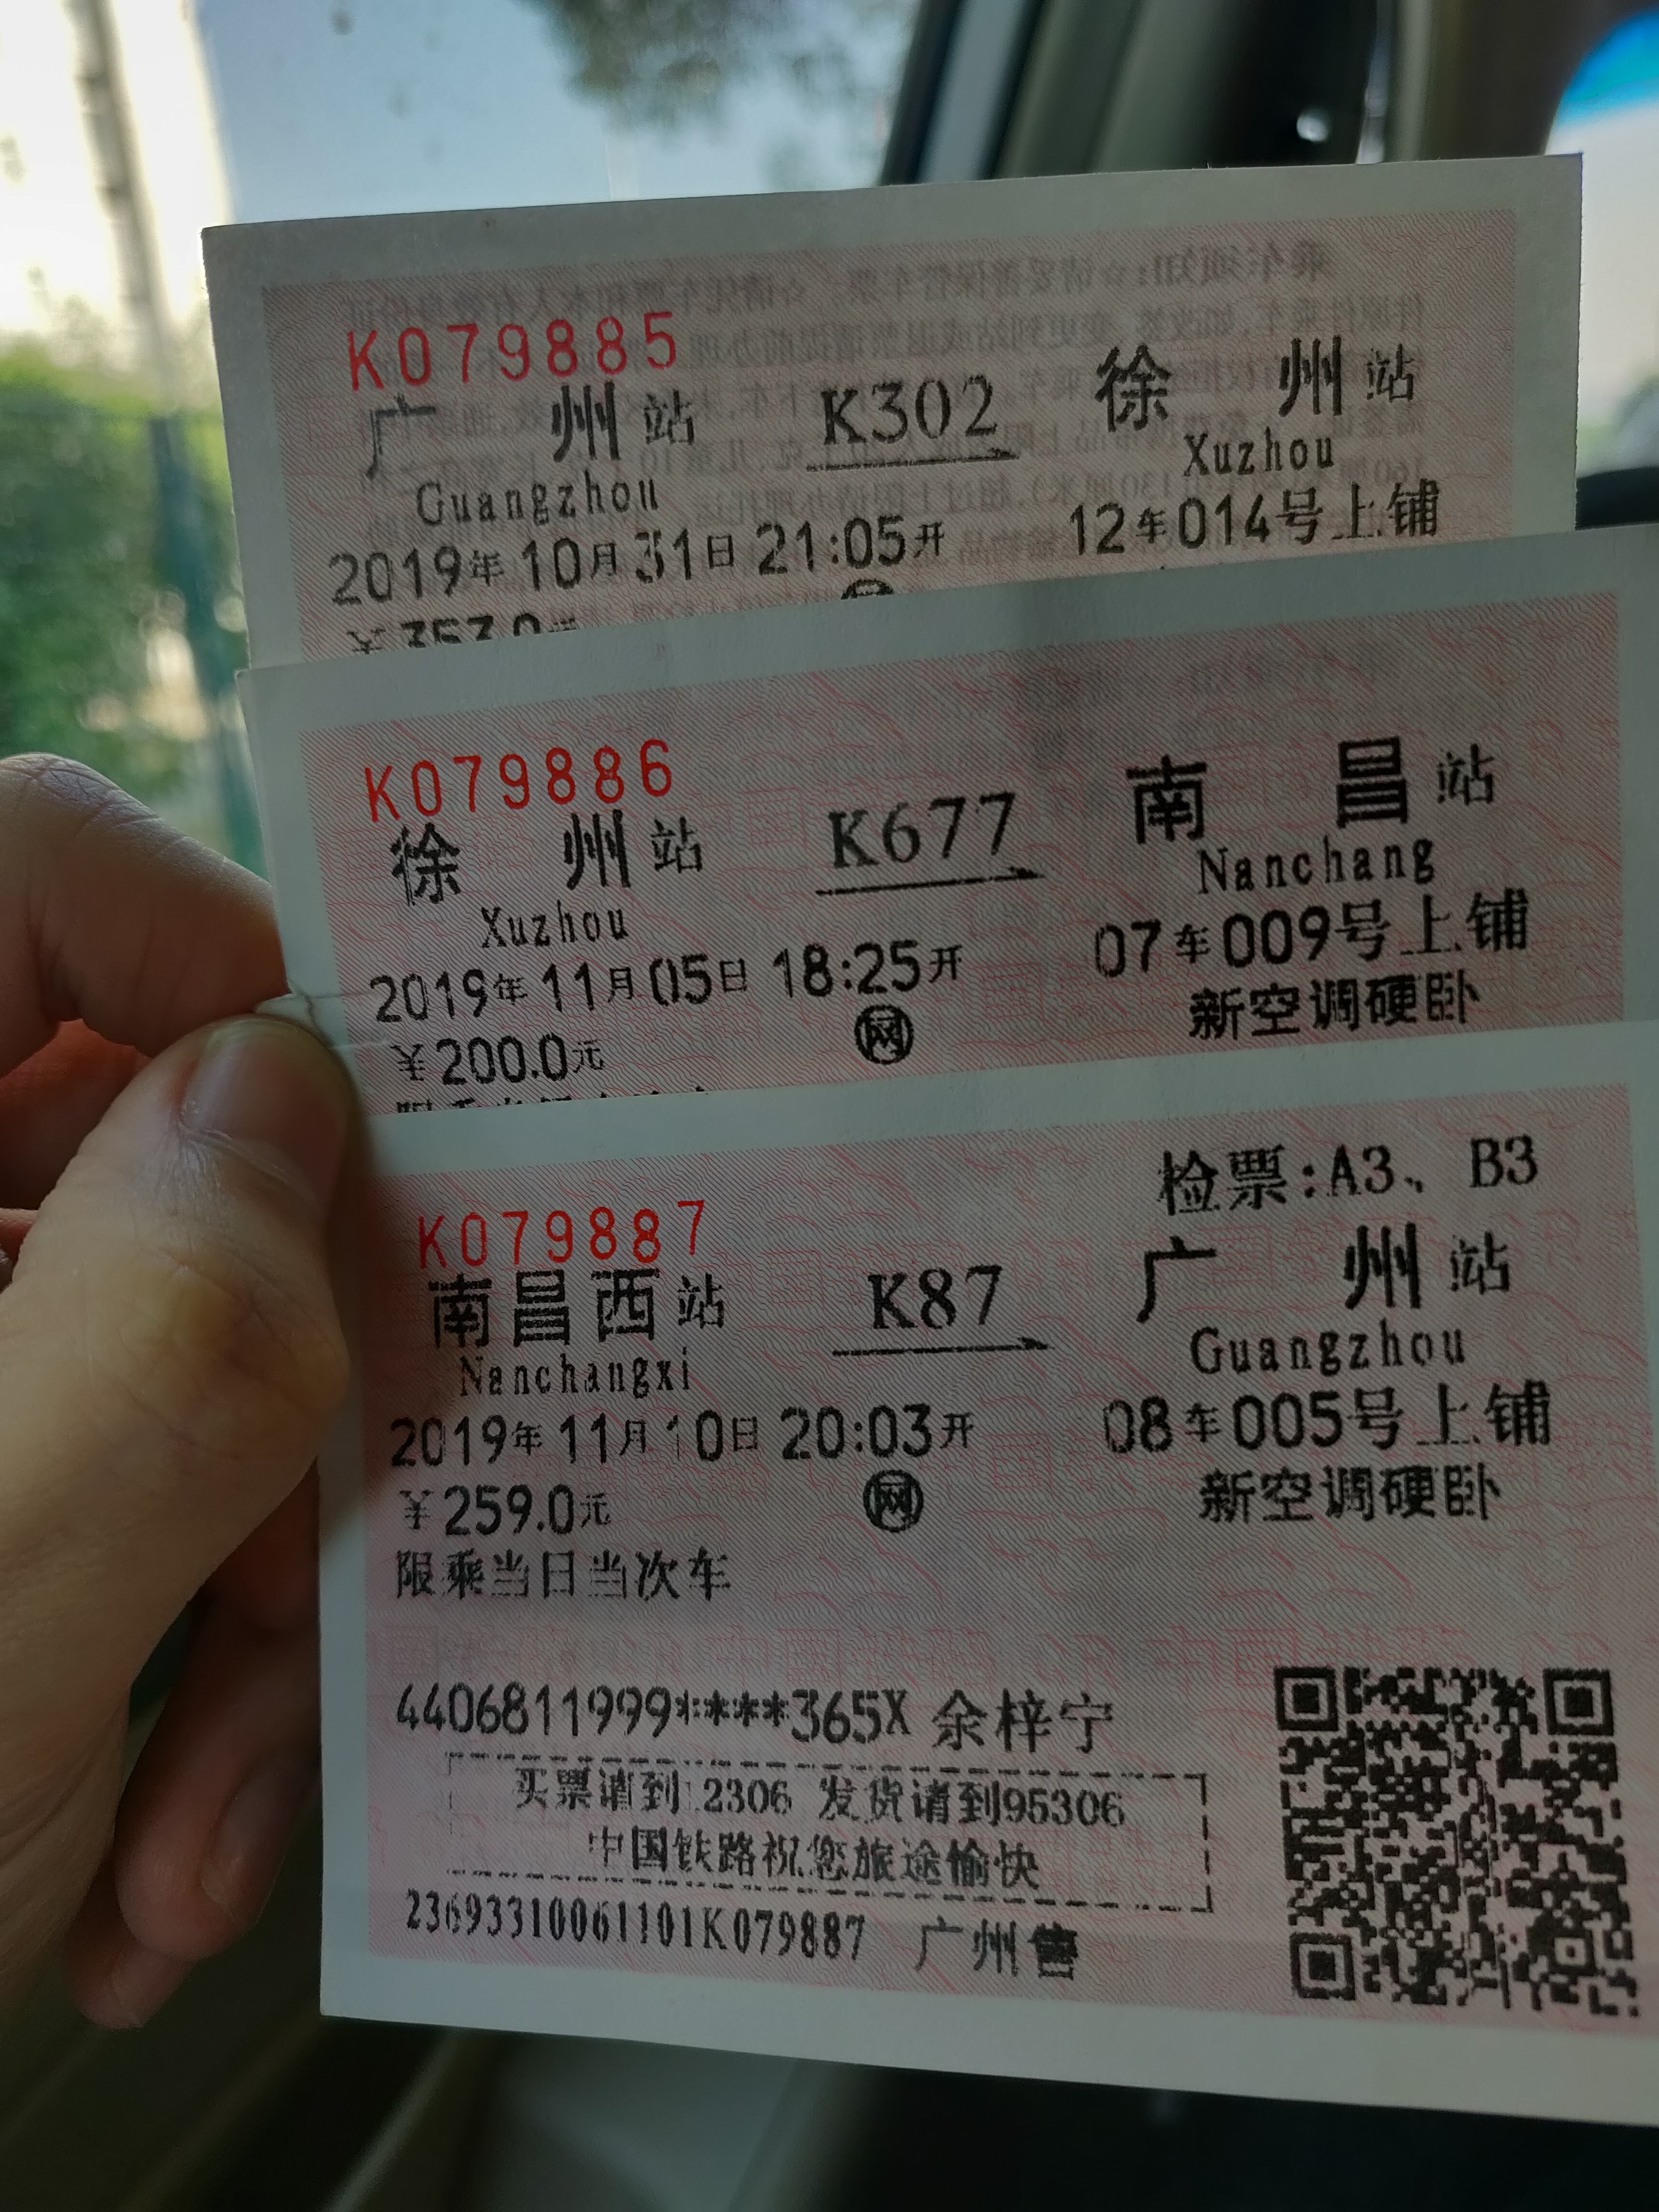 K079885
广 州 站 K302 徐 州 站
Guangzhou Xuzhou
2019年10月31日 21:05开 12车014号上铺
¥353.0元
K079886
徐 州 站 K677 南 昌 站
Xuzhou Nanchang
2019年11月05日 18:25开 07车009号上铺
¥200.0元 网 新空调硬卧
检票:A3、B3
K079887
南昌西站 K87 广 州 站
Nanchangxi Guangzhou
2019年11月10日 20:03开 08车005号上铺
¥259.0元 网 新空调硬卧
限乘当日当次车
4406811999****365X 余梓宁
买票请到12306 发货请到95306
中国铁路祝您旅途愉快
23693310061101K079887 广州售